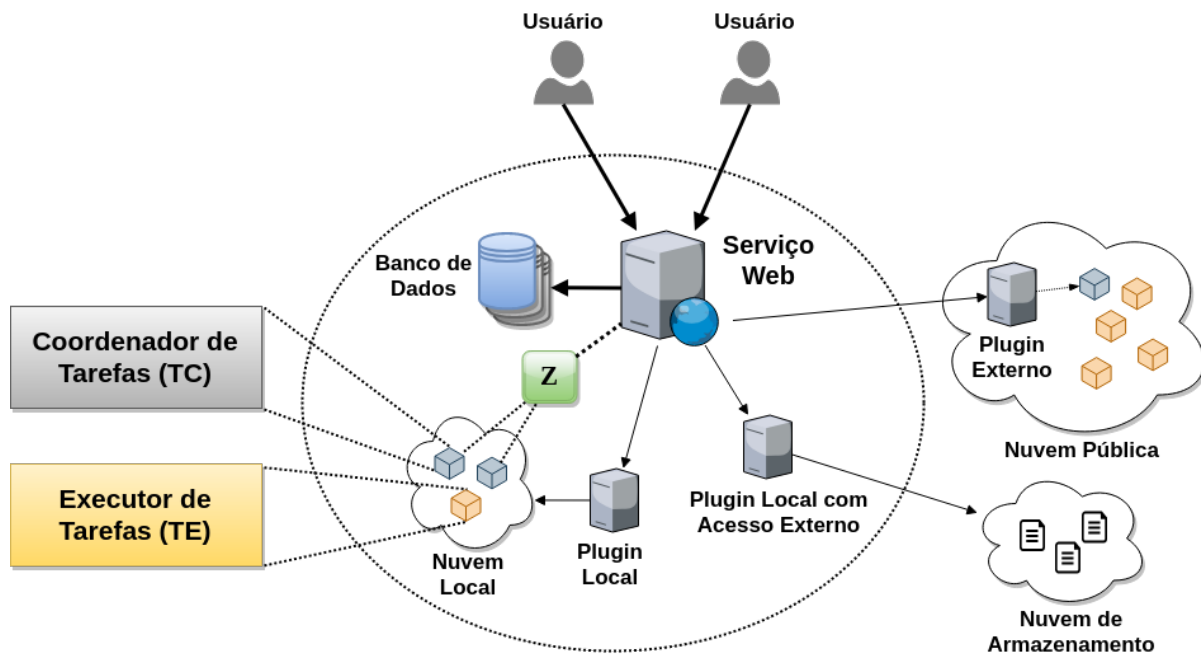 Usuário
Usuário
Banco de
Dados
Serviço
Web
Coordenador de
Tarefas (TC)
Z
Plugin
Externo
Nuvem Pública
Executor de
Tarefas (TE)
Plugin Local com
Acesso Externo
Nuvem
Local
Plugin
Local
Nuvem de
Armazenamento